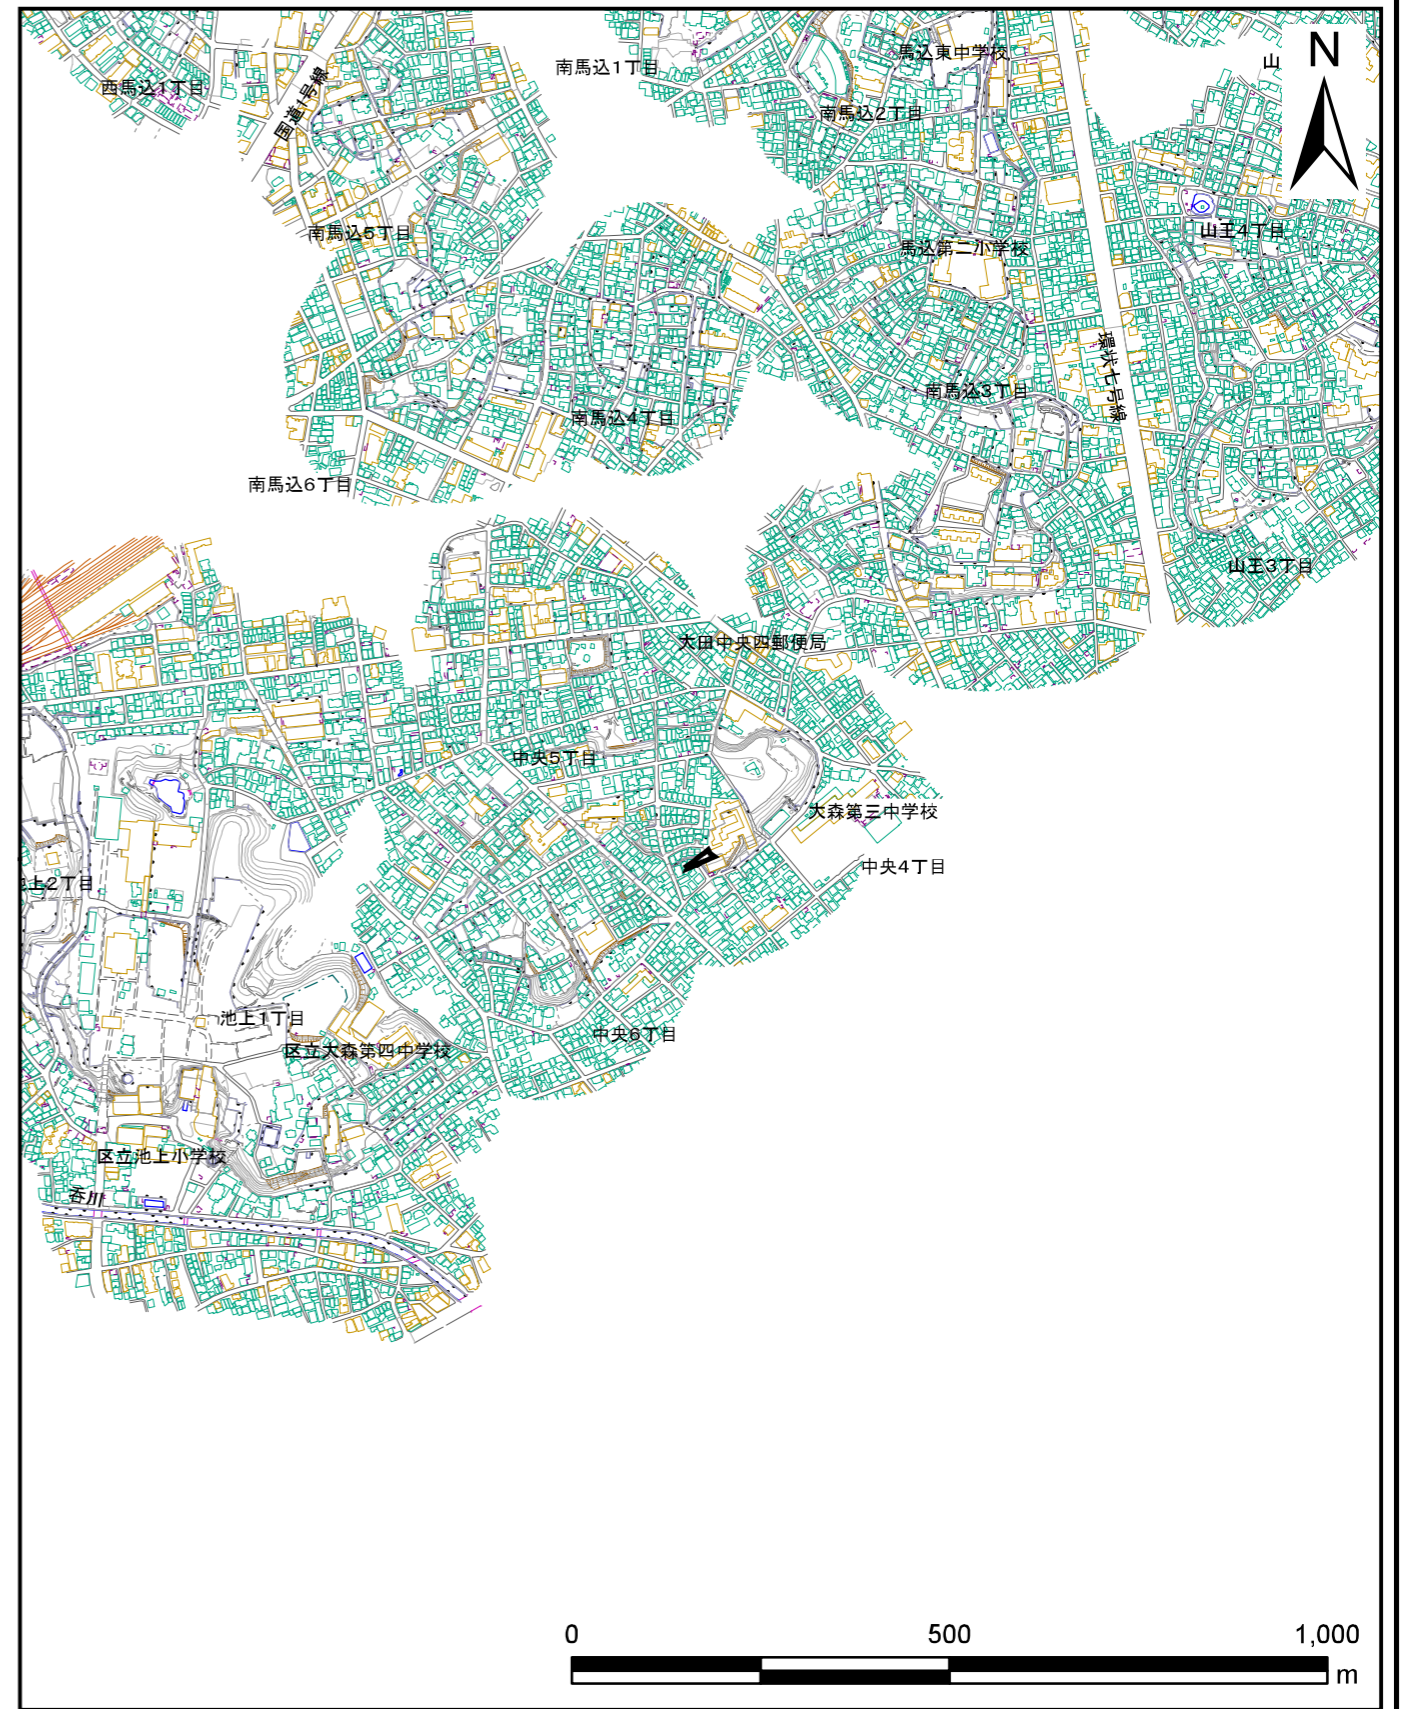 N
馬込東中学校
山
南馬込1丁目
西馬込1丁目
国道1号線
南馬込2丁目
南馬込5丁目
山王4丁目
馬込第二小学校
環状七号線
南馬込3丁目
南馬込4丁目
南馬込6丁目
山王3丁目
大田中央四郵便局
中央5丁目
大森第三中学校
中央4丁目
上2丁目
池上1丁目
中央6丁目
区立大森第四中学校
区立池上小学校
呑川
0 500 1,000
m